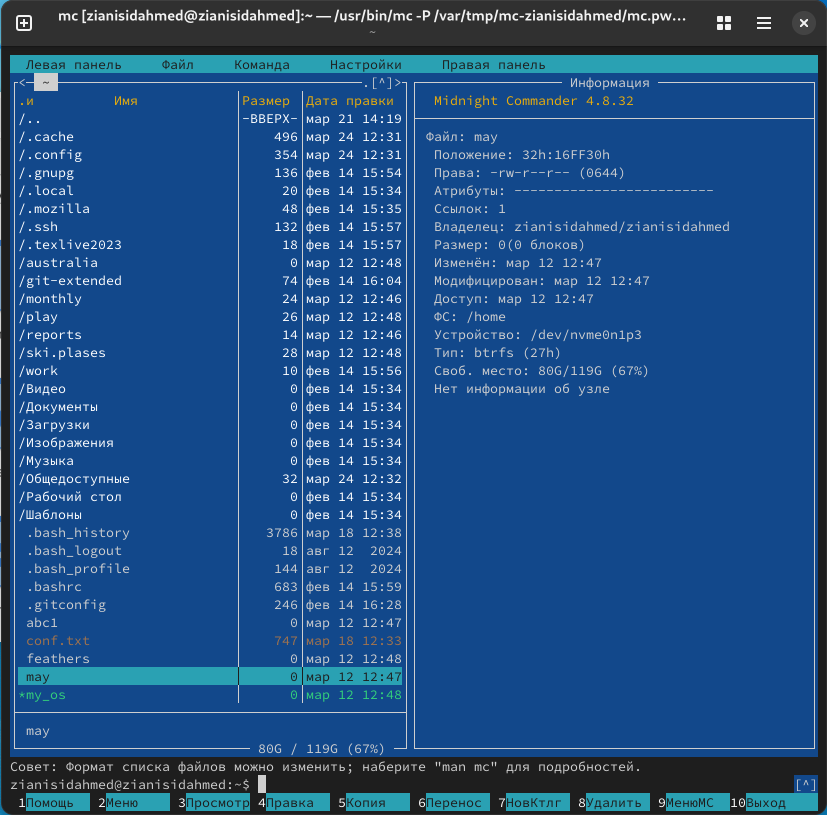 mc [zianisidahmed@zianisidahmed]:~ — /usr/bin/mc -P /var/tmp/mc-zianisidahmed/mc.pw…
~
Левая панель Файл Команда Настройки Правая панель
<─ ~ .[^]>
.и Имя Размер Дата правки
/.. -ВВЕРХ- мар 21 14:19
/.cache 496 мар 24 12:31
/.config 354 мар 24 12:31
/.gnupg 136 фев 14 15:54
/.local 20 фев 14 15:34
/.mozilla 48 фев 14 15:35
/.ssh 132 фев 14 15:57
/.texlive2023 18 фев 14 15:57
/australia 0 мар 12 12:48
/git-extended 74 фев 14 16:04
/monthly 24 мар 12 12:46
/play 26 мар 12 12:48
/reports 14 мар 12 12:46
/ski.plases 28 мар 12 12:48
/work 10 фев 14 15:56
/Видео 0 фев 14 15:34
/Документы 0 фев 14 15:34
/Загрузки 0 фев 14 15:34
/Изображения 0 фев 14 15:34
/Музыка 0 фев 14 15:34
/Общедоступные 32 мар 24 12:32
/Рабочий стол 0 фев 14 15:34
/Шаблоны 0 фев 14 15:34
.bash_history 3786 мар 18 12:38
.bash_logout 18 авг 12 2024
.bash_profile 144 авг 12 2024
.bashrc 683 фев 14 15:59
.gitconfig 246 фев 14 16:28
abc1 0 мар 12 12:47
conf.txt 747 мар 18 12:33
feathers 0 мар 12 12:48
may 0 мар 12 12:47
*my_os 0 мар 12 12:48
may
80G / 119G (67%)
Информация
Midnight Commander 4.8.32
Файл: may
Положение: 32h:16FF30h
Права: -rw-r--r-- (0644)
Атрибуты: -------------------------
Ссылок: 1
Владелец: zianisidahmed/zianisidahmed
Размер: 0(0 блоков)
Изменён: мар 12 12:47
Модифицирован: мар 12 12:47
Доступ: мар 12 12:47
ФС: /home
Устройство: /dev/nvme0n1p3
Тип: btrfs (27h)
Своб. место: 80G/119G (67%)
Нет информации об узле
Совет: Формат списка файлов можно изменить; наберите "man mc" для подробностей.
zianisidahmed@zianisidahmed:~$ [^]
1Помощь 2Меню 3Просмотр 4Правка 5Копия 6Перенос 7НовКтлг 8Удалить 9МенюMC 10Выход